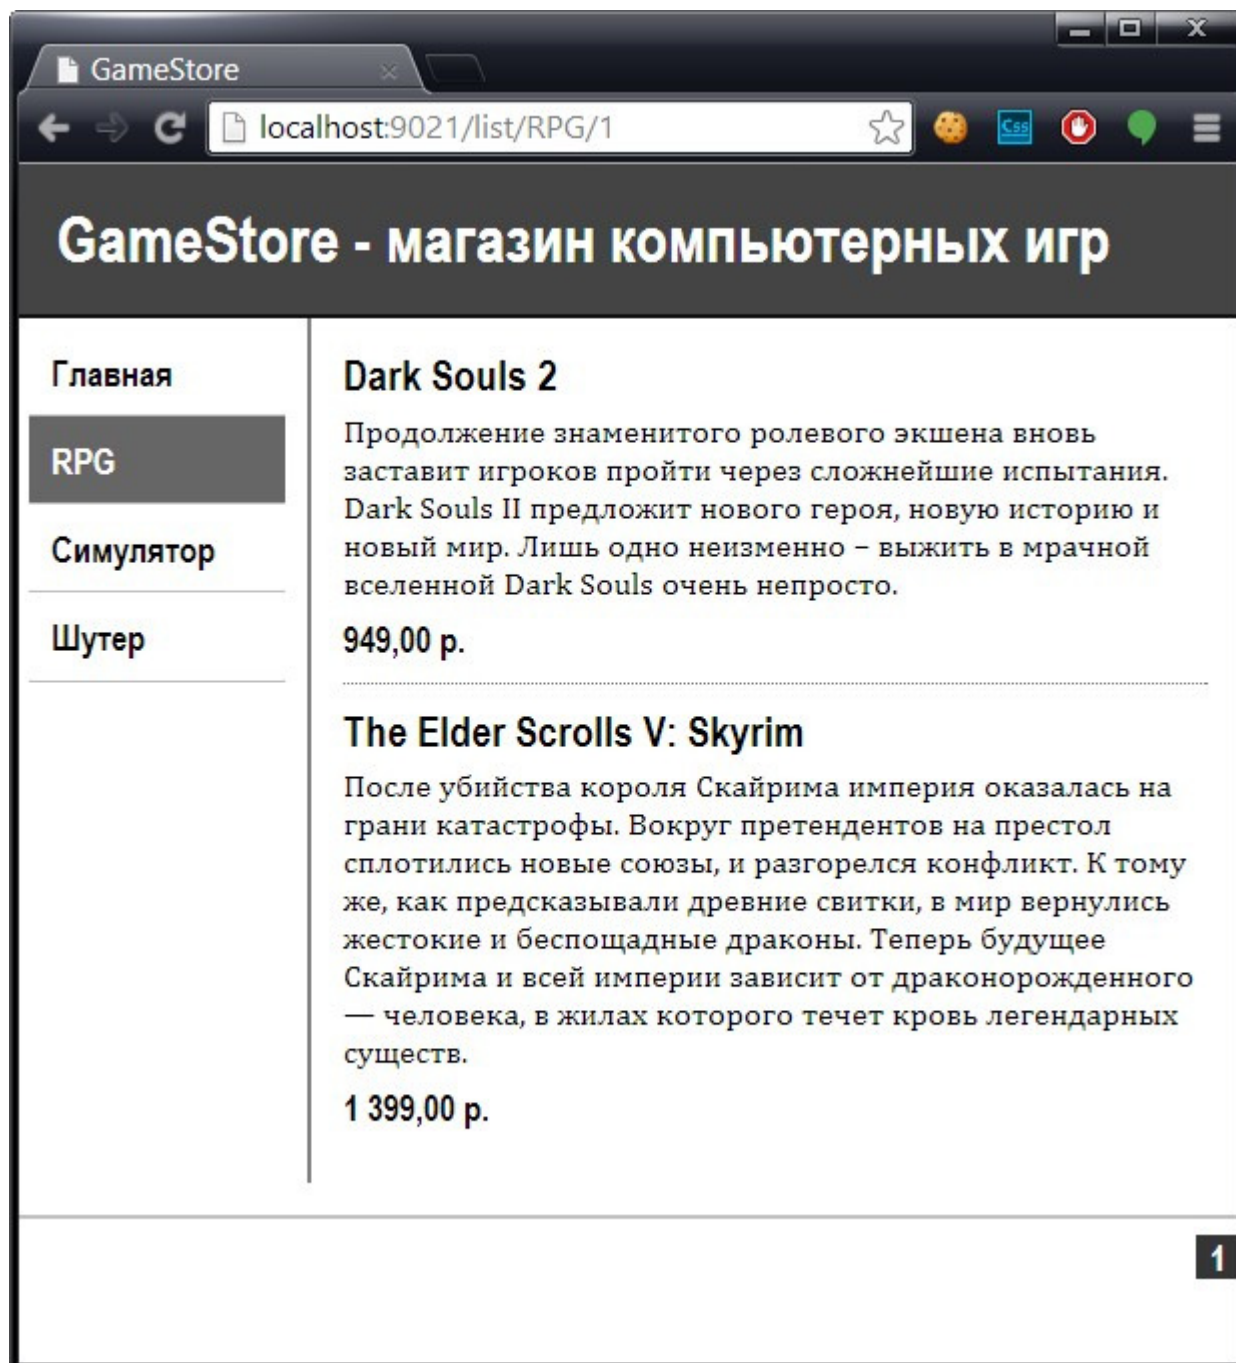 GameStore
localhost:9021/list/RPG/1
Css
GameStore - магазин компьютерных игр
Главная
RPG
Симулятор
Шутер
Dark Souls 2
Продолжение знаменитого ролевого экшена вновь
заставит игроков пройти через сложнейшие испытания.
Dark Souls II предложит нового героя, новую историю и
новый мир. Лишь одно неизменно – выжить в мрачной
вселенной Dark Souls очень непросто.
949,00 р.
The Elder Scrolls V: Skyrim
После убийства короля Скайрима империя оказалась на
грани катастрофы. Вокруг претендентов на престол
сплотились новые союзы, и разгорелся конфликт. К тому
же, как предсказывали древние свитки, в мир вернулись
жестокие и беспощадные драконы. Теперь будущее
Скайрима и всей империи зависит от драконорожденного
— человека, в жилах которого течет кровь легендарных
существ.
1 399,00 р.
1